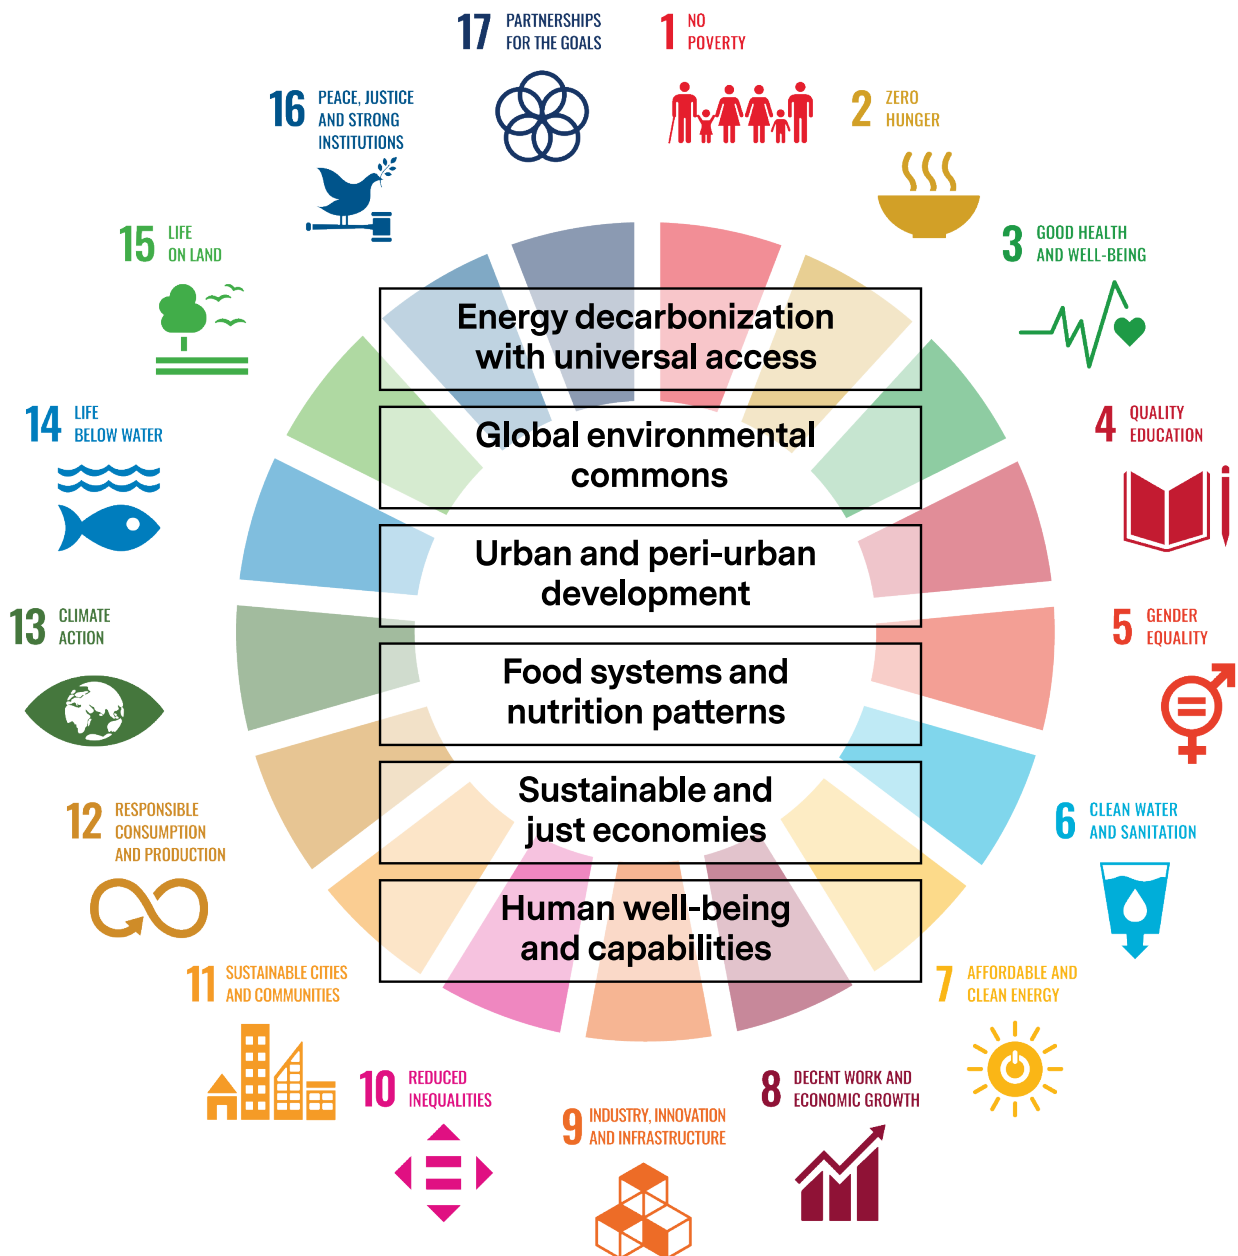 17 PARTNERSHIPS
FOR THE GOALS
1 NO
POVERTY
2 ZERO
HUNGER
3 GOOD HEALTH
AND WELL-BEING
4 QUALITY
EDUCATION
5 GENDER
EQUALITY
6 CLEAN WATER
AND SANITATION
7 AFFORDABLE AND
CLEAN ENERGY
8 DECENT WORK AND
ECONOMIC GROWTH
9 INDUSTRY, INNOVATION
AND INFRASTRUCTURE
10 REDUCED
INEQUALITIES
11 SUSTAINABLE CITIES
AND COMMUNITIES
12 RESPONSIBLE
CONSUMPTION
AND PRODUCTION
13 CLIMATE
ACTION
14 LIFE
BELOW WATER
15 LIFE
ON LAND
16 PEACE, JUSTICE
AND STRONG
INSTITUTIONS
Energy decarbonization
with universal access
Global environmental
commons
Urban and peri-urban
development
Food systems and
nutrition patterns
Sustainable and
just economies
Human well-being
and capabilities